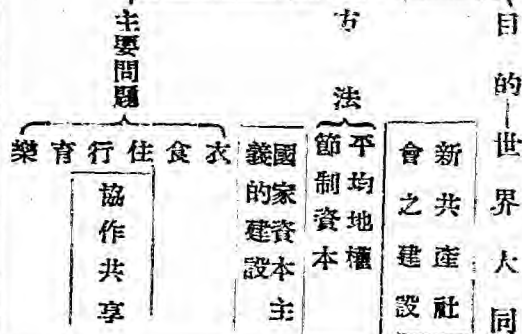 目的—世界大同
新共產社
會之建設
方法
平均地權
節制資本
國家資本主
義的建設
主要問題
衣
食
住
行
育
樂
協作共享